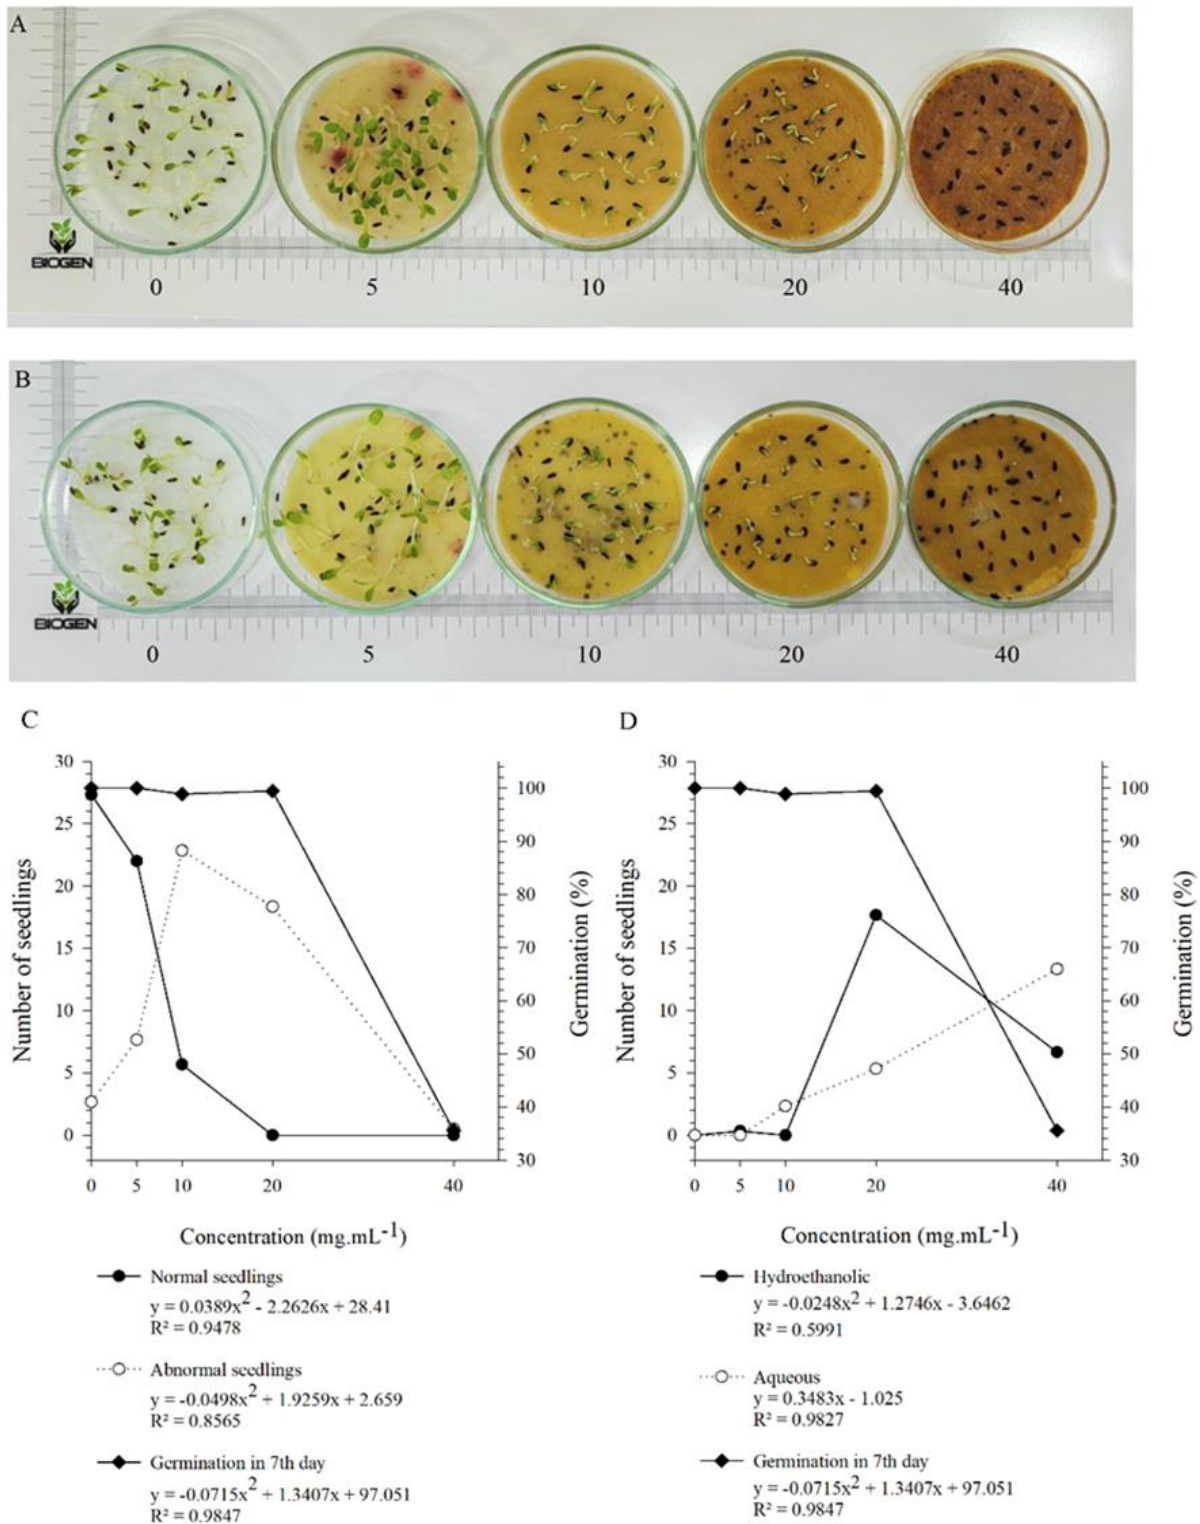 A
BIOGEN
0 5 10 20 40
B
BIOGEN
0 5 10 20 40
C
30
25
20
15
10
5
0
Number of seedlings
100
90
80
70
60
50
40
30
Germination (%)
0 5 10 20 40
Concentration (mg.mL-1)
Normal seedlings
y = 0.0389x2 - 2.2626x + 28.41
R² = 0.9478
Abnormal seedlings
y = -0.0498x2 + 1.9259x + 2.659
R² = 0.8565
Germination in 7th day
y = -0.0715x2 + 1.3407x + 97.051
R² = 0.9847
D
30
25
20
15
10
5
0
Number of seedlings
100
90
80
70
60
50
40
30
Germination (%)
0 5 10 20 40
Concentration (mg.mL-1)
Hydroethanolic
y = -0.0248x2 + 1.2746x - 3.6462
R² = 0.5991
Aqueous
y = 0.3483x - 1.025
R² = 0.9827
Germination in 7th day
y = -0.0715x2 + 1.3407x + 97.051
R² = 0.9847